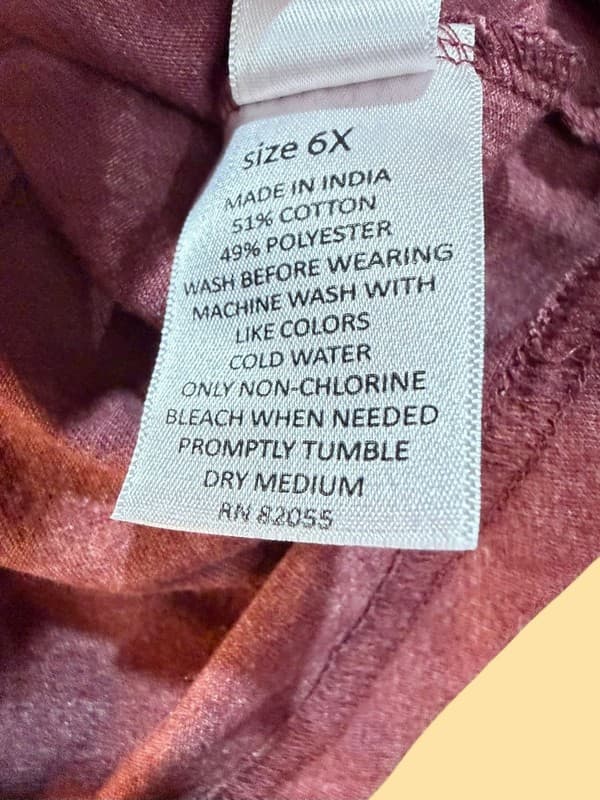 size 6X
MADE IN INDIA
51% COTTON
49% POLYESTER
WASH BEFORE WEARING
MACHINE WASH WITH
LIKE COLORS
COLD WATER
ONLY NON-CHLORINE
BLEACH WHEN NEEDED
PROMPTLY TUMBLE
DRY MEDIUM
RN 82055